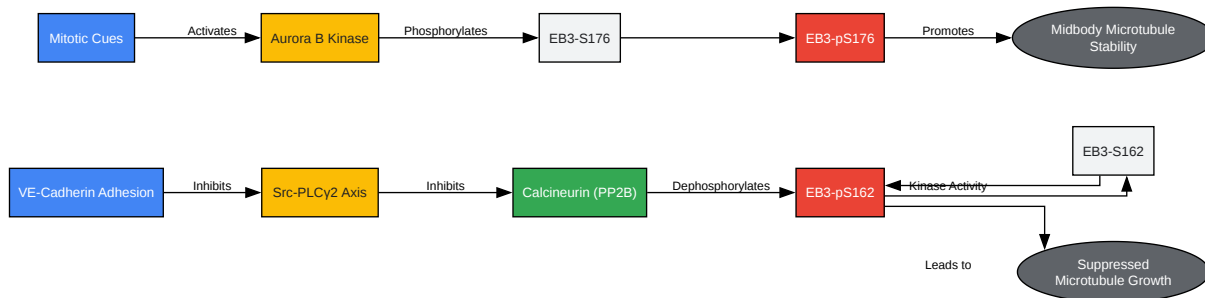 Mitotic Cues
Activates
Aurora B Kinase
Phosphorylates
EB3-S176
EB3-pS176
Promotes
Midbody Microtubule
Stability
VE-Cadherin Adhesion
Inhibits
Src-PLCγ2 Axis
Inhibits
Calcineurin (PP2B)
Dephosphorylates
EB3-pS162
Kinase Activity
EB3-S162
Leads to
Suppressed
Microtubule Growth